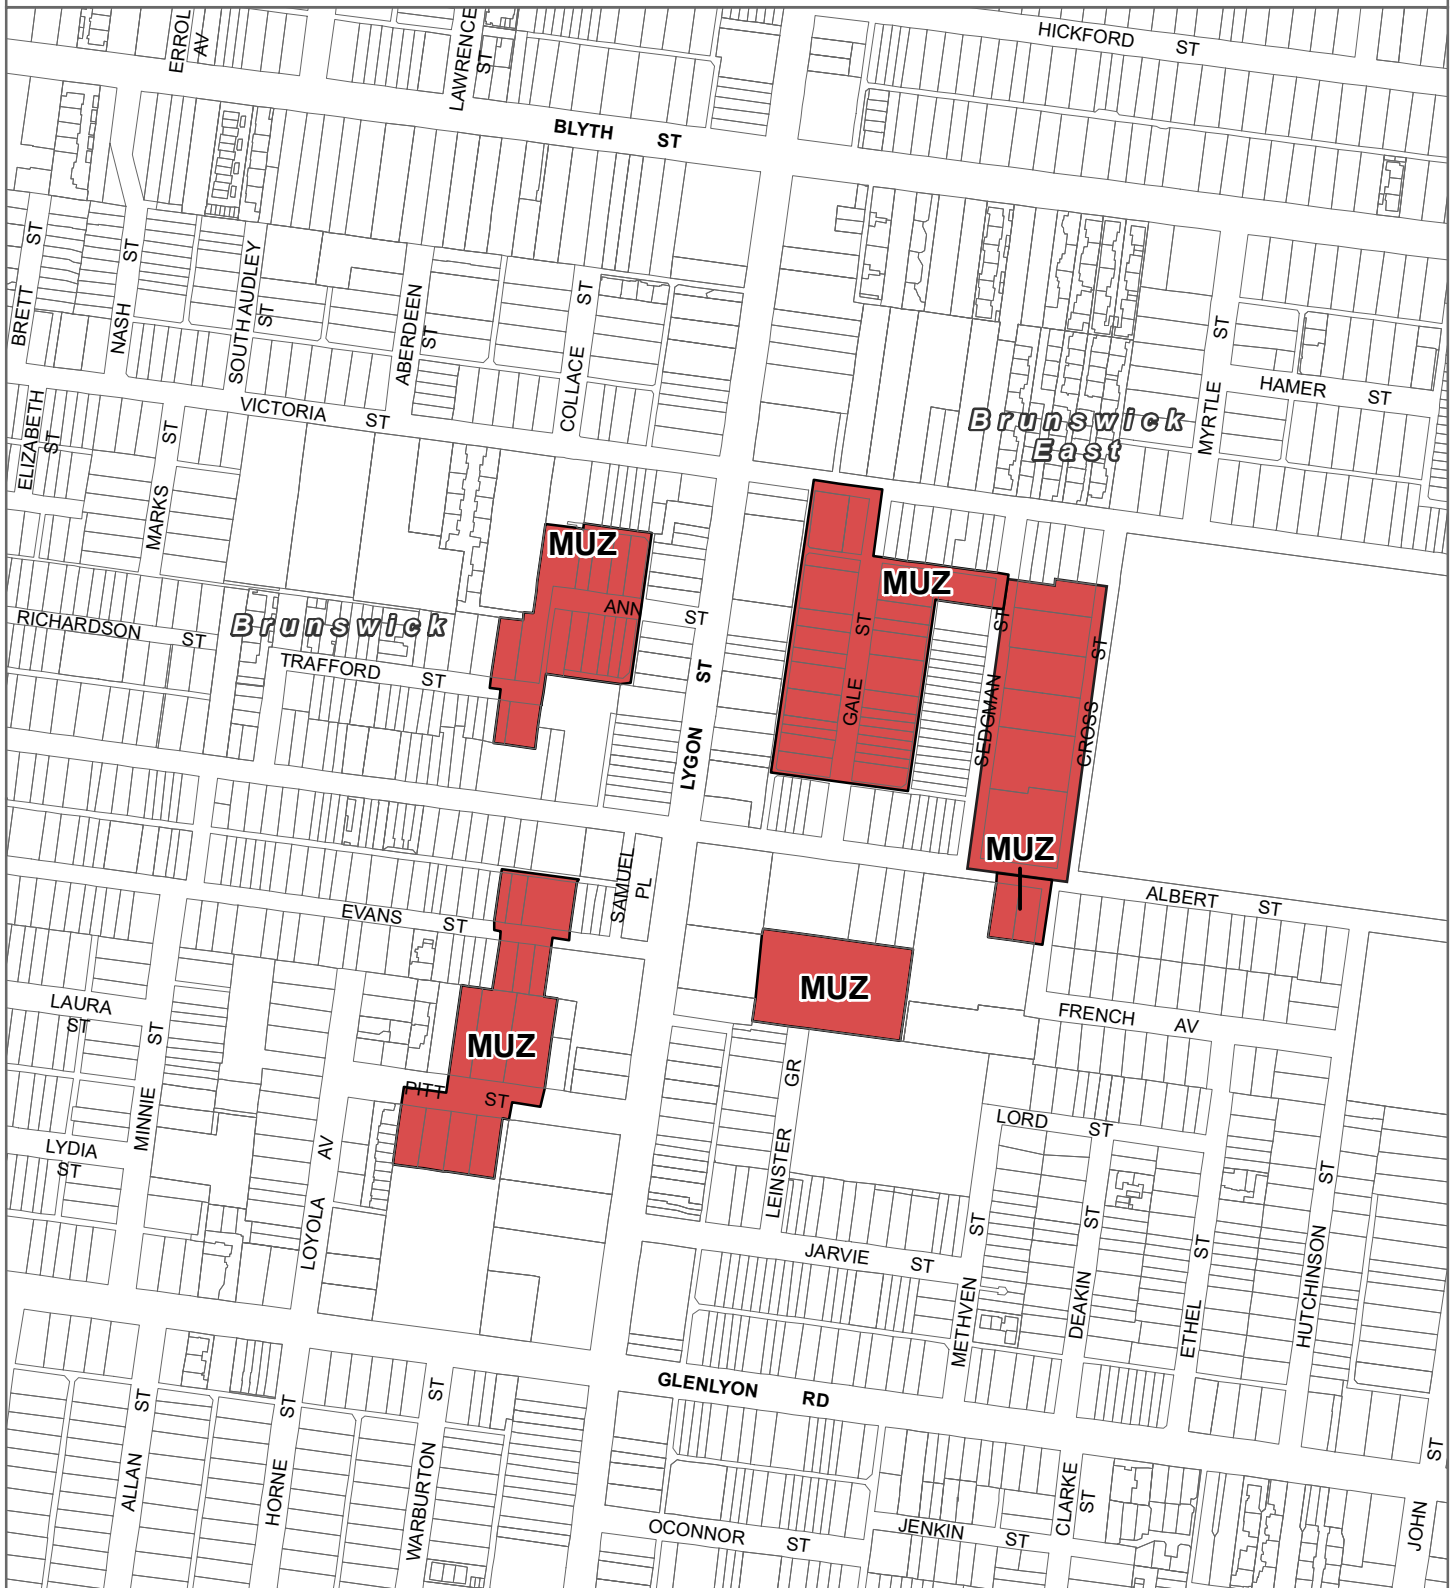 HICKFORD ST
ERROL
AV
LAWRENCE
ST
BLYTH ST
BRETT ST
NASH ST
SOUTH AUDLEY
ST
ABERDEEN
ST
COLLACE ST
MYRTLE ST
HAMER ST
VICTORIA ST
ELIZABETH
ST
MARKS ST
Brunswick
East
MUZ
MUZ
ANN ST
RICHARDSON ST
Brunswick
TRAFFORD ST
GALE ST
SEDGMAN ST
CROSS ST
LYGON ST
MUZ
SAMUEL
PL
ALBERT ST
EVANS ST
MUZ
LAURA
ST
FRENCH AV
MUZ
PITT ST
MINNIE ST
LEINSTER GR
LORD ST
LYDIA
ST
LOYOLA AV
JARVIE ST
METHVEN ST
DEAKIN ST
ETHEL ST
HUTCHINSON ST
GLENLYON RD
ALLAN ST
HORNE ST
WARBURTON ST
CLARKE
ST
JOHN ST
OCONNOR ST
JENKIN ST